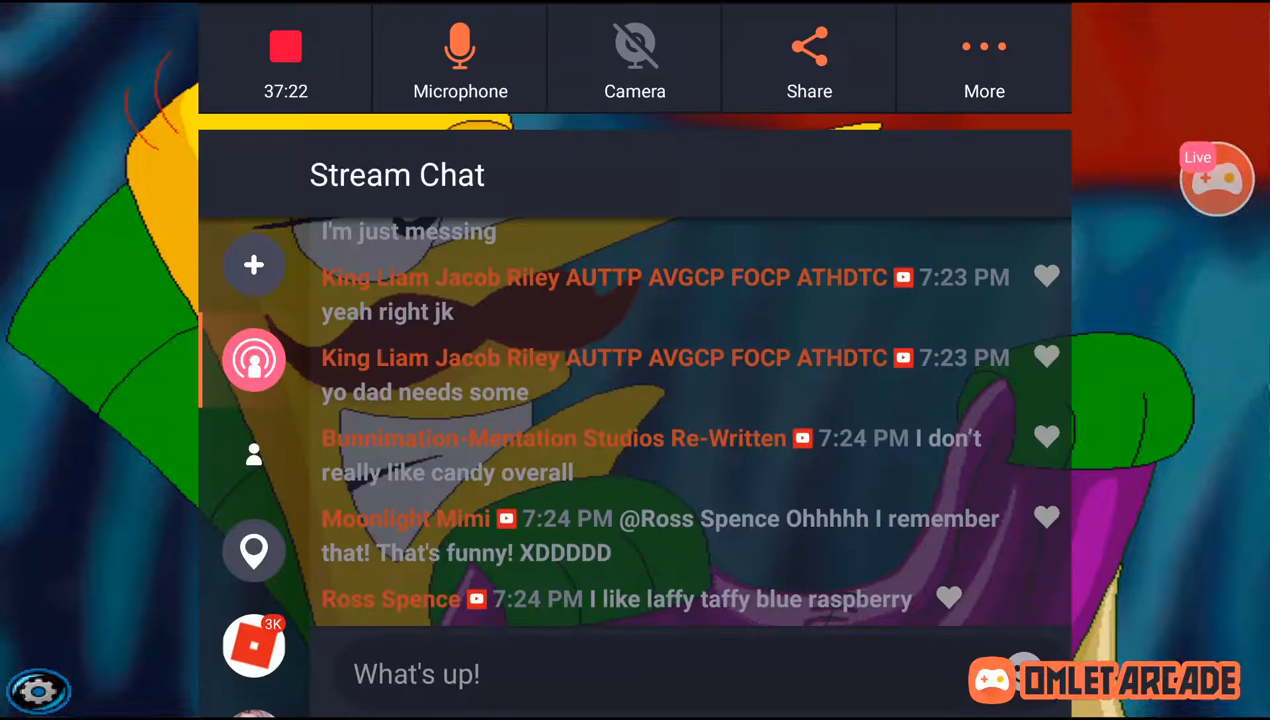 37:22
Microphone
Camera
Share
More
Live
Stream Chat
I'm just messing
King Liam Jacob Riley AUTTP AVGCP FOCP ATHDTC 7:23 PM
yeah right jk
King Liam Jacob Riley AUTTP AVGCP FOCP ATHDTC 7:23 PM
yo dad needs some
Bunnimation-Mentation Studios Re-Written 7:24 PM I don't
really like candy overall
Moonlight Mimi 7:24 PM @Ross Spence Ohhhhh I remember
that! That's funny! XDDDDD
Ross Spence 7:24 PM I like laffy taffy blue raspberry
3K
What's up!
OMLET ARCADE